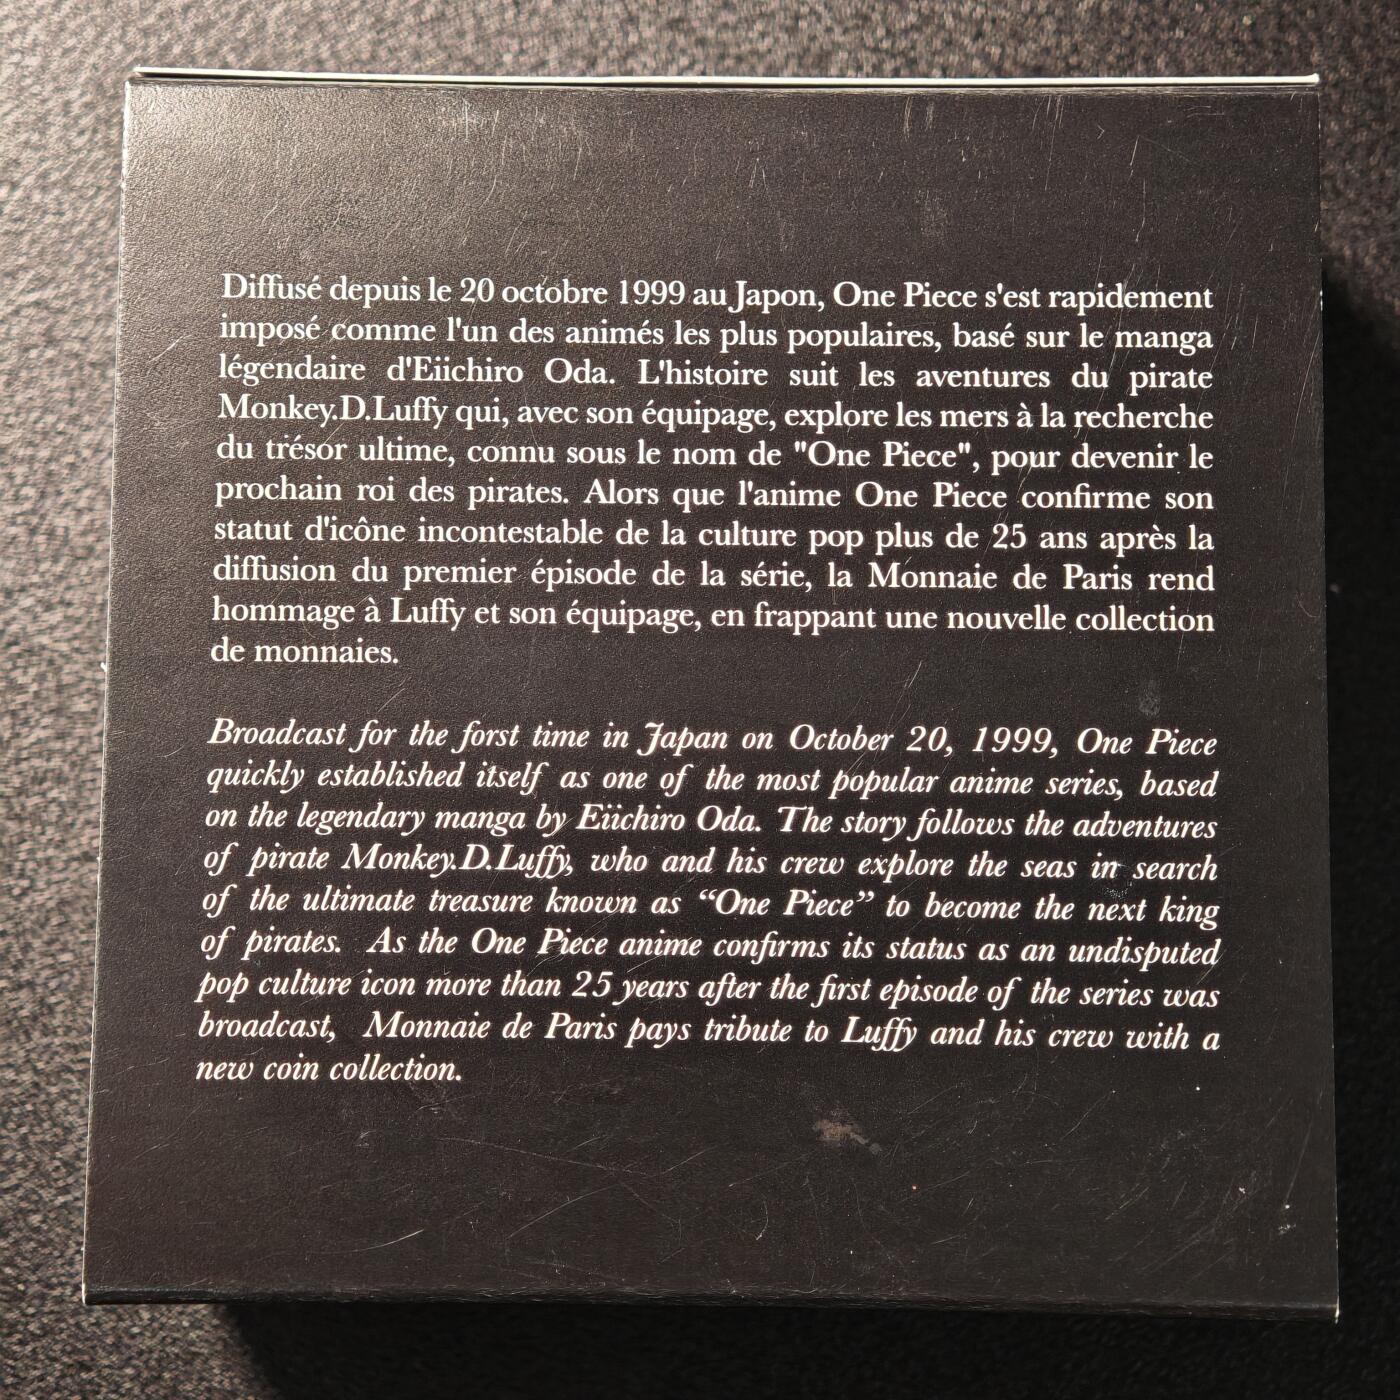 Diffusé depuis le 20 octobre 1999 au Japon, One Piece s'est rapidement
imposé comme l'un des animés les plus populaires, basé sur le manga
légendaire d'Eiichiro Oda. L'histoire suit les aventures du pirate
Monkey.D.Luffy qui, avec son équipage, explore les mers à la recherche
du trésor ultime, connu sous le nom de "One Piece", pour devenir le
prochain roi des pirates. Alors que l'anime One Piece confirme son
statut d'icône incontestable de la culture pop plus de 25 ans après la
diffusion du premier épisode de la série, la Monnaie de Paris rend
hommage à Luffy et son équipage, en frappant une nouvelle collection
de monnaies.
Broadcast for the forst time in Japan on October 20, 1999, One Piece
quickly established itself as one of the most popular anime series, based
on the legendary manga by Eiichiro Oda. The story follows the adventures
of pirate Monkey.D.Luffy, who and his crew explore the seas in search
of the ultimate treasure known as “One Piece” to become the next king
of pirates. As the One Piece anime confirms its status as an undisputed
pop culture icon more than 25 years after the first episode of the series was
broadcast, Monnaie de Paris pays tribute to Luffy and his crew with a
new coin collection.